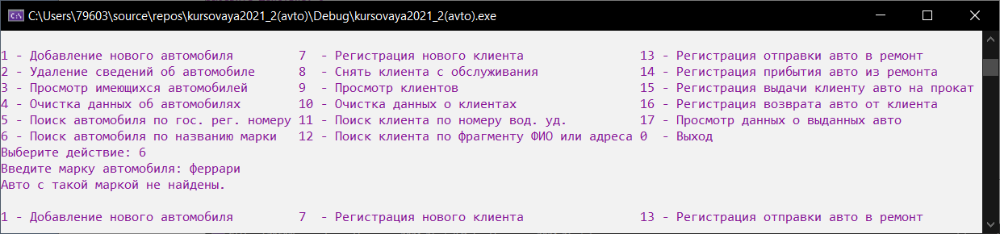 C:\Users\79603\source\repos\kursovaya2021_2(avto)\Debug\kursovaya2021_2(avto).exe
1 - Добавление нового автомобиля 7 - Регистрация нового клиента 13 - Регистрация отправки авто в ремонт
2 - Удаление сведений об автомобиле 8 - Снять клиента с обслуживания 14 - Регистрация прибытия авто из ремонта
3 - Просмотр имеющихся автомобилей 9 - Просмотр клиентов 15 - Регистрация выдачи клиенту авто на прокат
4 - Очистка данных об автомобилях 10 - Очистка данных о клиентах 16 - Регистрация возврата авто от клиента
5 - Поиск автомобиля по гос. рег. номеру 11 - Поиск клиента по номеру вод. уд. 17 - Просмотр данных о выданных авто
6 - Поиск автомобиля по названию марки 12 - Поиск клиента по фрагменту ФИО или адреса 0 - Выход
Выберите действие: 6
Введите марку автомобиля: феррари
Авто с такой маркой не найдены.
1 - Добавление нового автомобиля 7 - Регистрация нового клиента 13 - Регистрация отправки авто в ремонт